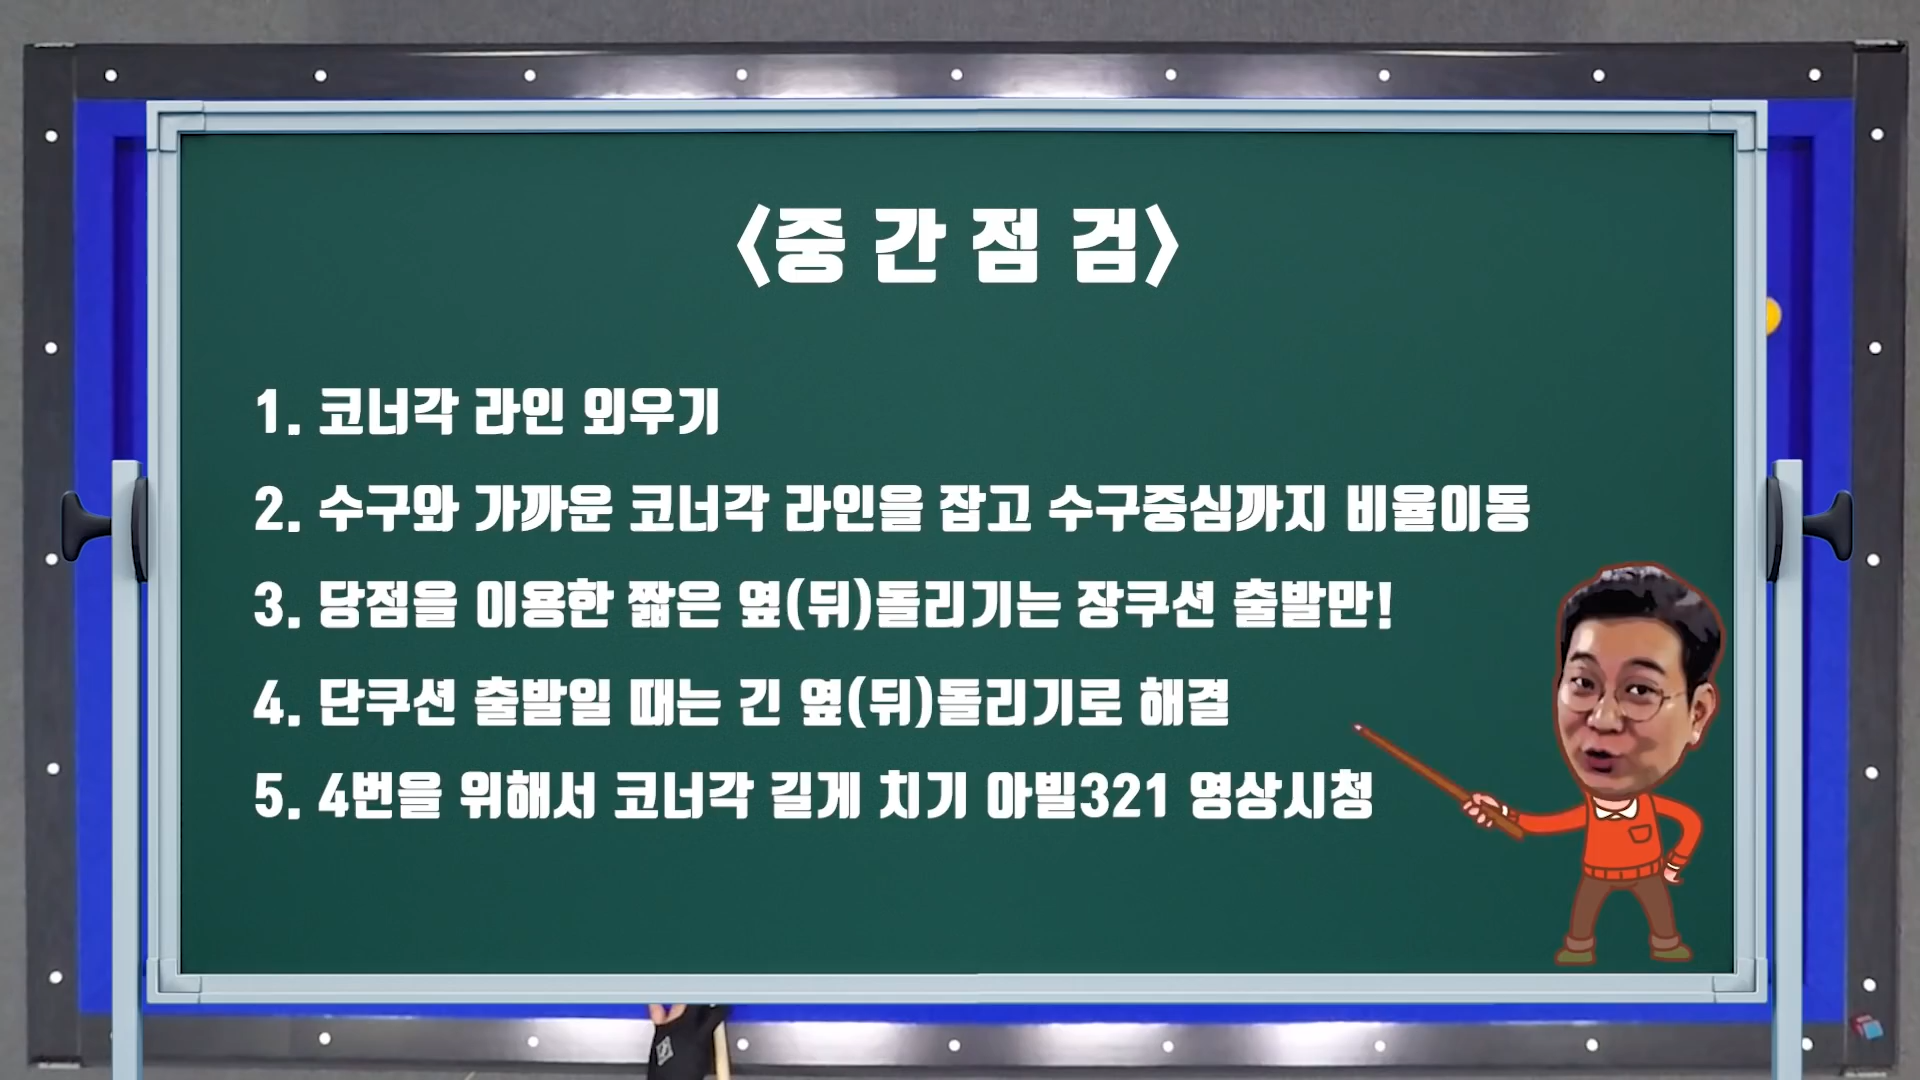 <중간점검>
1. 코너각 라인 외우기
2. 수구와 가까운 코너각 라인을 잡고 수구중심까지 비율이동
3. 당점을 이용한 짧은 옆(뒤)돌리기는 장쿠션 출발만!
4. 단쿠션 출발일 때는 긴 옆(뒤)돌리기로 해결
5. 4번을 위해서 코너각 길게 치기 아빌321 영상시청